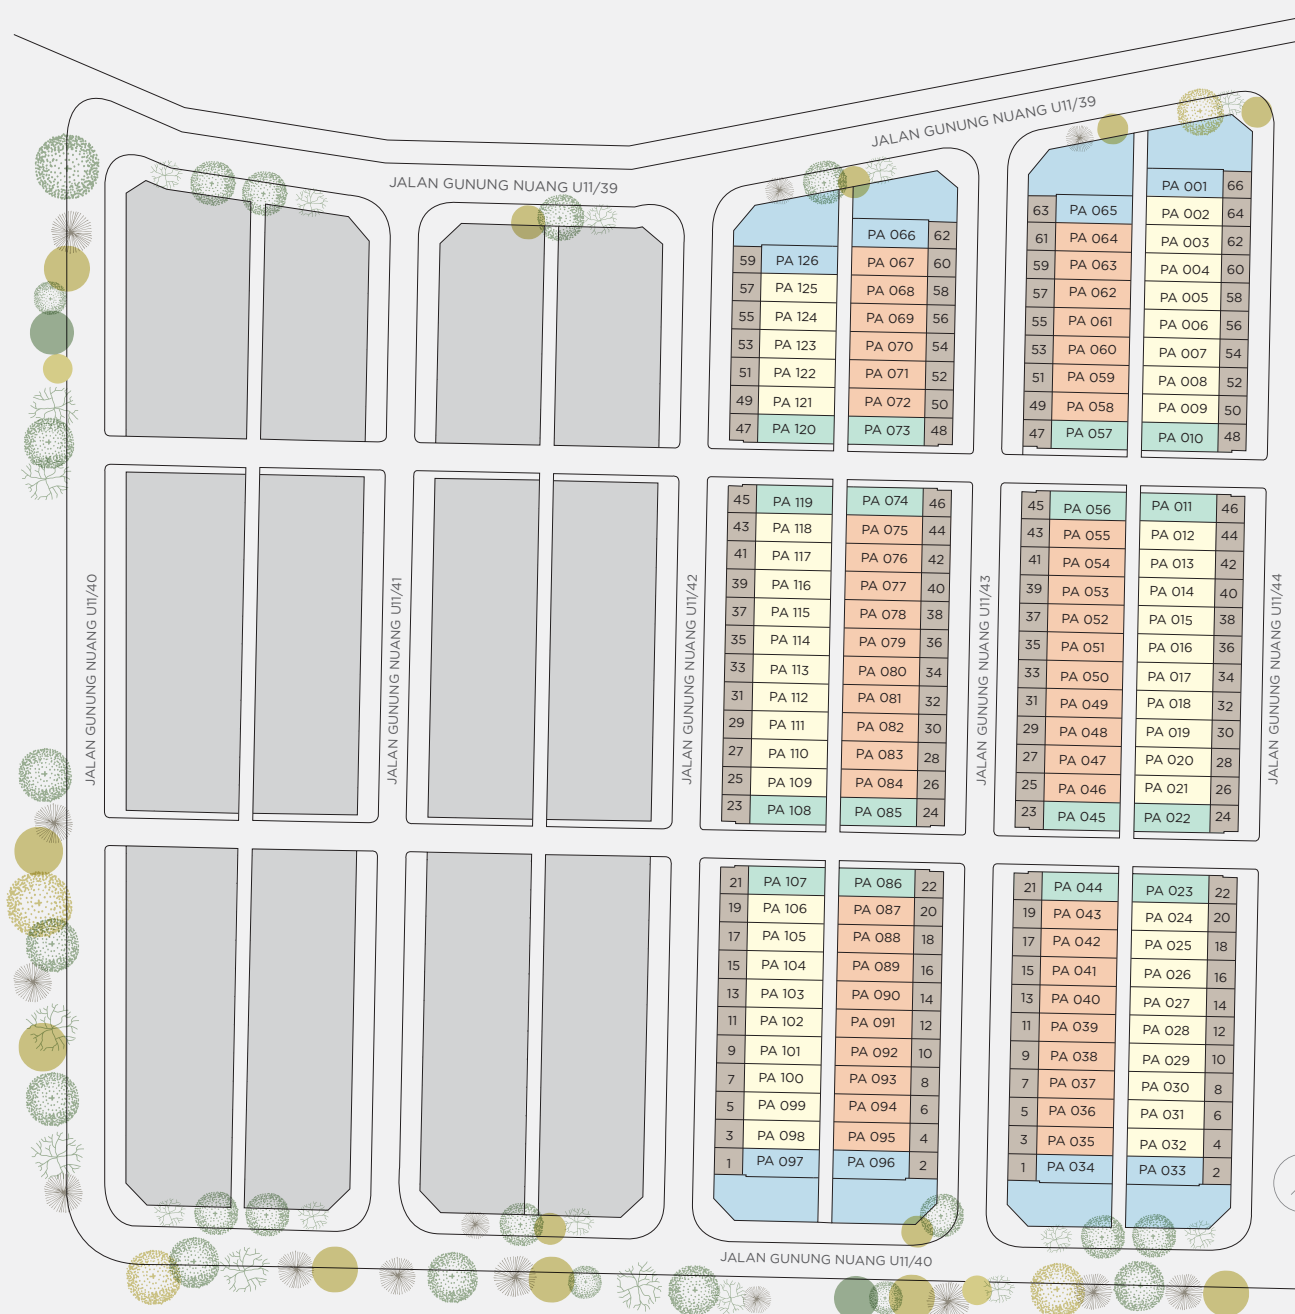 JALAN GUNUNG NUANG U11/39
JALAN GUNUNG NUANG U11/39
JALAN GUNUNG NUANG U11/40
JALAN GUNUNG NUANG U11/41
JALAN GUNUNG NUANG U11/42
59 PA 126
57 PA 125
55 PA 124
53 PA 123
51 PA 122
49 PA 121
47 PA 120
PA 066 62
PA 067 60
PA 068 58
PA 069 56
PA 070 54
PA 071 52
PA 072 50
PA 073 48
63 PA 065
61 PA 064
59 PA 063
57 PA 062
55 PA 061
53 PA 060
51 PA 059
49 PA 058
47 PA 057
PA 001 66
PA 002 64
PA 003 62
PA 004 60
PA 005 58
PA 006 56
PA 007 54
PA 008 52
PA 009 50
PA 010 48
45 PA 119
43 PA 118
41 PA 117
39 PA 116
37 PA 115
35 PA 114
33 PA 113
31 PA 112
29 PA 111
27 PA 110
25 PA 109
23 PA 108
PA 074 46
PA 075 44
PA 076 42
PA 077 40
PA 078 38
PA 079 36
PA 080 34
PA 081 32
PA 082 30
PA 083 28
PA 084 26
PA 085 24
JALAN GUNUNG NUANG U11/43
45 PA 056
43 PA 055
41 PA 054
39 PA 053
37 PA 052
35 PA 051
33 PA 050
31 PA 049
29 PA 048
27 PA 047
25 PA 046
23 PA 045
PA 011 46
PA 012 44
PA 013 42
PA 014 40
PA 015 38
PA 016 36
PA 017 34
PA 018 32
PA 019 30
PA 020 28
PA 021 26
PA 022 24
JALAN GUNUNG NUANG U11/44
21 PA 107
19 PA 106
17 PA 105
15 PA 104
13 PA 103
11 PA 102
9 PA 101
7 PA 100
5 PA 099
3 PA 098
1 PA 097
PA 086 22
PA 087 20
PA 088 18
PA 089 16
PA 090 14
PA 091 12
PA 092 10
PA 093 8
PA 094 6
PA 095 4
PA 096 2
21 PA 044
19 PA 043
17 PA 042
15 PA 041
13 PA 040
11 PA 039
9 PA 038
7 PA 037
5 PA 036
3 PA 035
1 PA 034
PA 023 22
PA 024 20
PA 025 18
PA 026 16
PA 027 14
PA 028 12
PA 029 10
PA 030 8
PA 031 6
PA 032 4
PA 033 2
JALAN GUNUNG NUANG U11/40